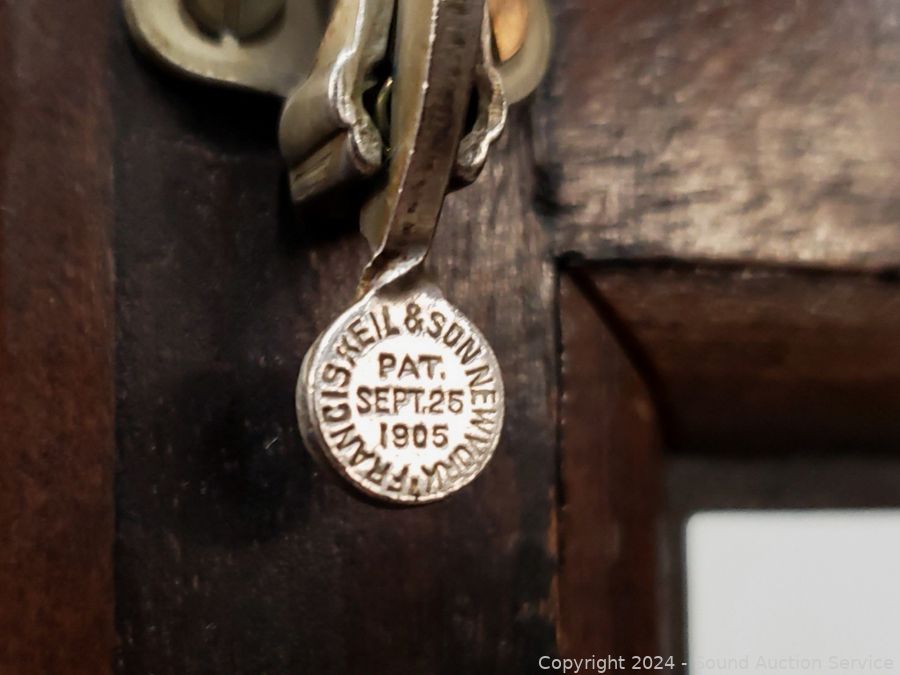 FRANCIS KEIL & SON NEW YORK
PAT.
SEPT. 25
1905
Copyright 2024 - Sound Auction Service